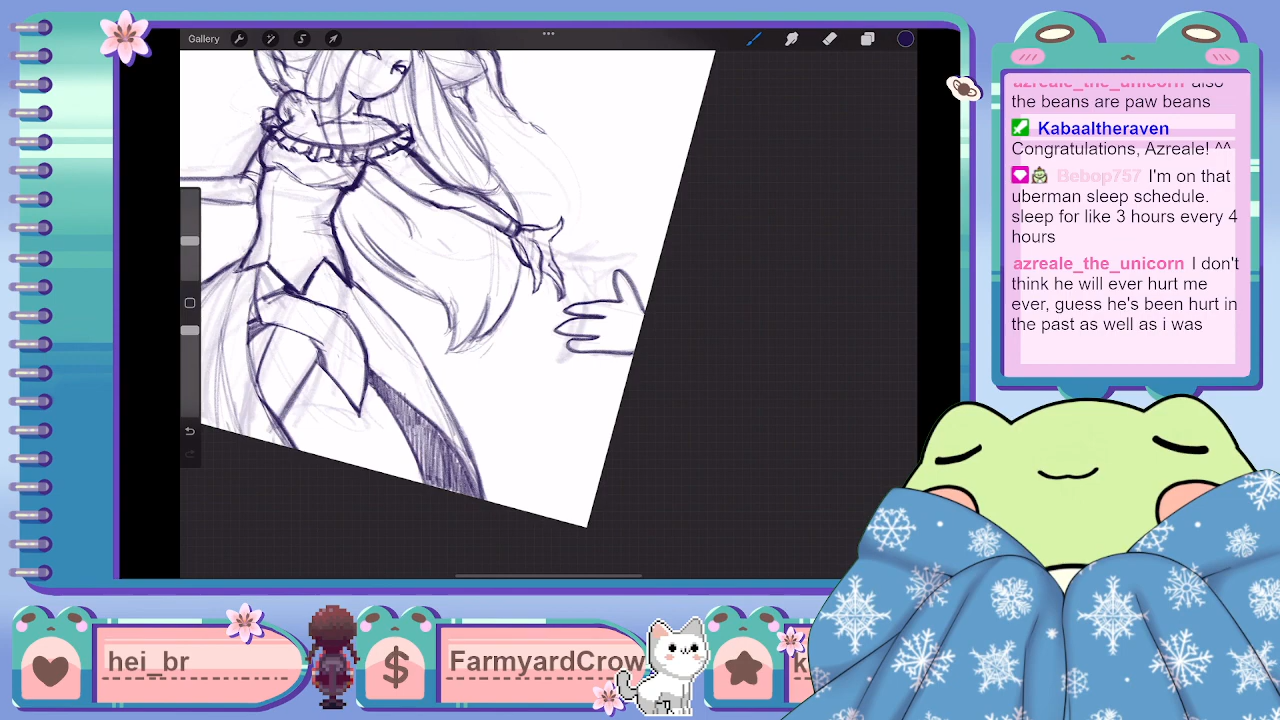 Gallery
azreale_the_unicorn also
the beans are paw beans
Kabaaltheraven
Congratulations, Azreale! ^^
Bebop757 I'm on that
uberman sleep schedule.
sleep for like 3 hours every 4
hours
azreale_the_unicorn I don't
think he will ever hurt me
ever, guess he's been hurt in
the past as well as i was
hei_br
$ FarmyardCrow
k